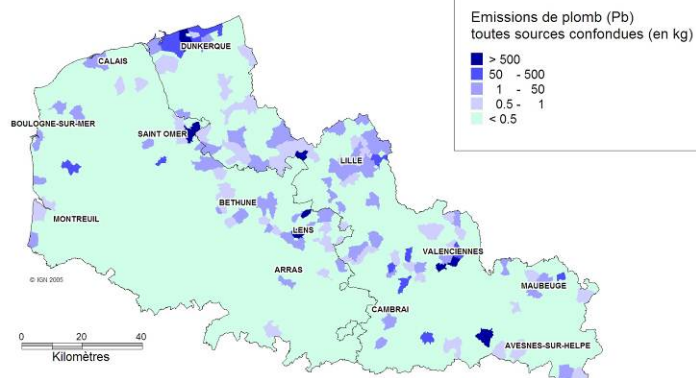 Emissions de plomb (Pb)
toutes sources confondues (en kg)
> 500
50 - 500
1 - 50
0.5 - 1
< 0.5
DUNKERQUE
CALAIS
BOULOGNE-SUR-MER
SAINT OMER
LILLE
BETHUNE
MONTREUIL
LENS
VALENCIENNES
ARRAS
© IGN 2005
MAUBEUGE
CAMBRAI
AVESNES-SUR-HELPE
0 20 40
Kilomètres